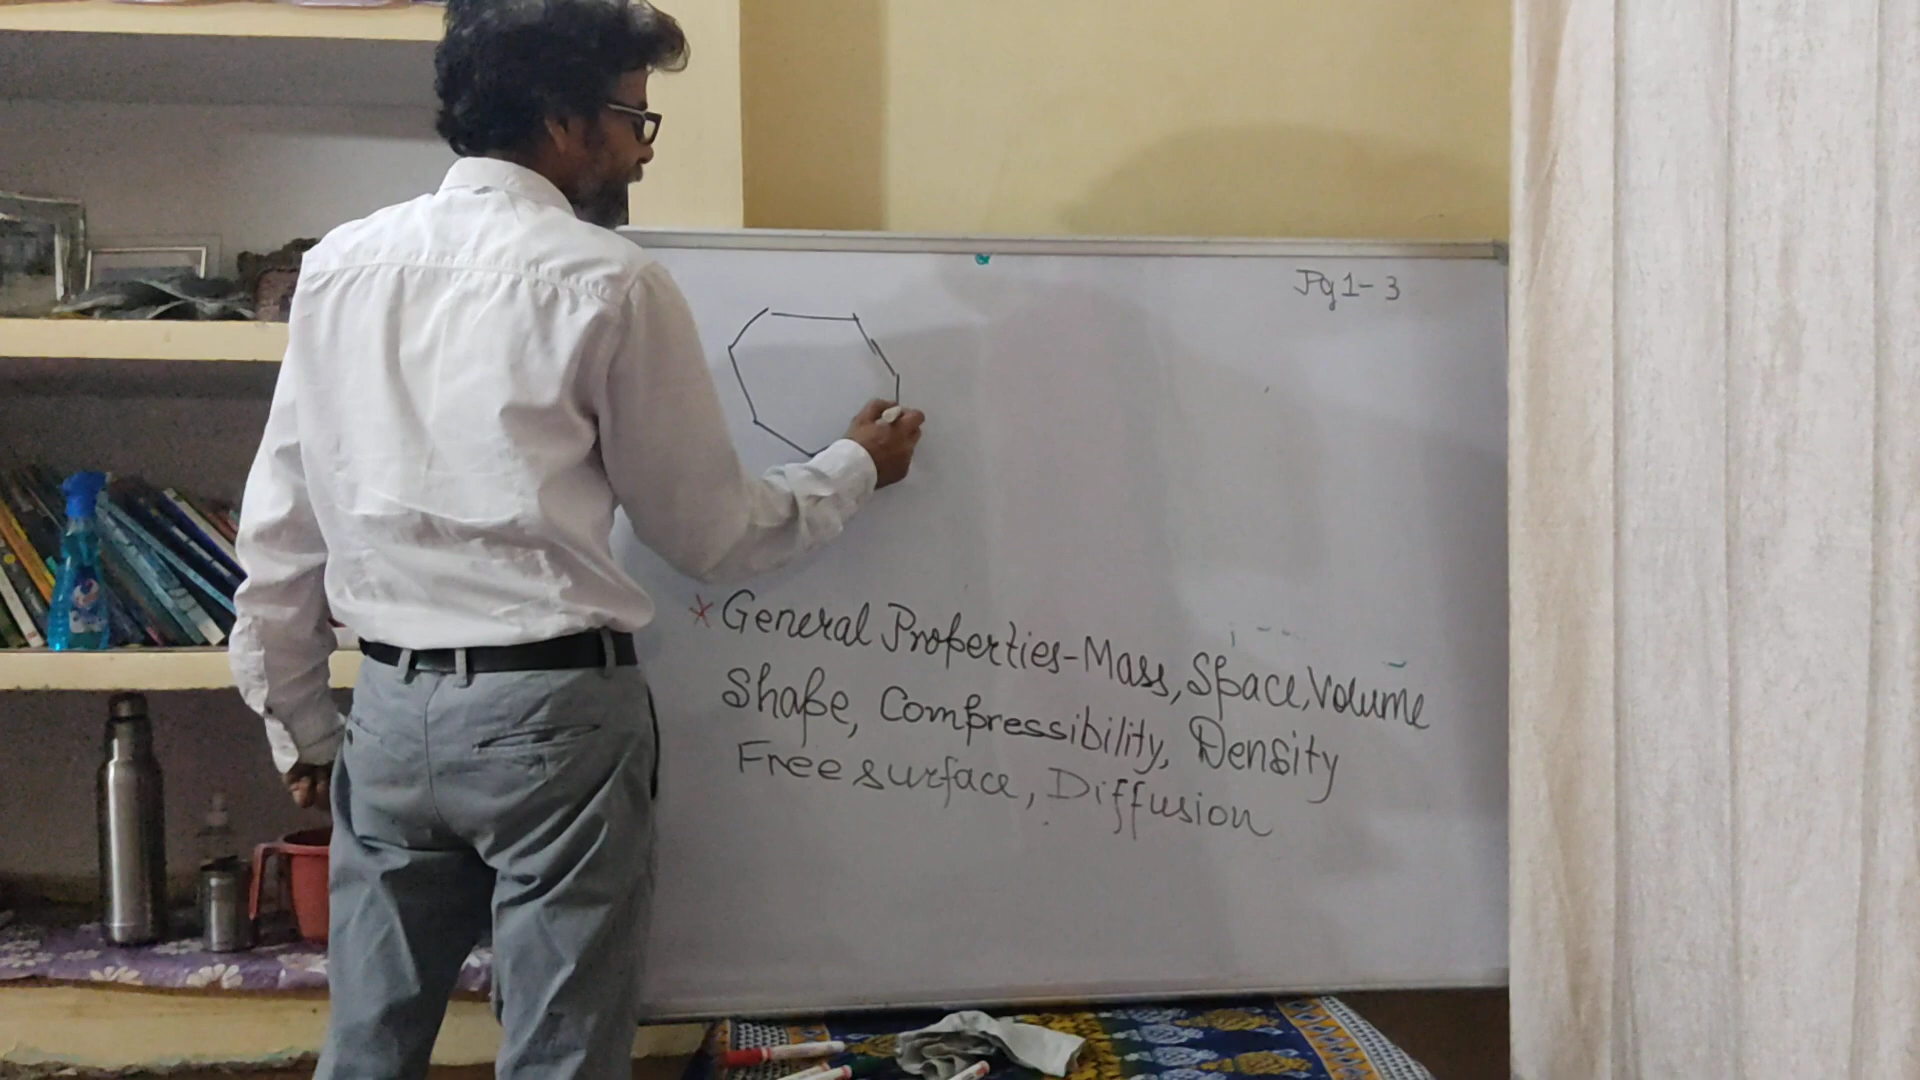 Pg 1-3
* General Properties-Mass, Space, Volume
Shape, Compressibility, Density
Free surface, Diffusion